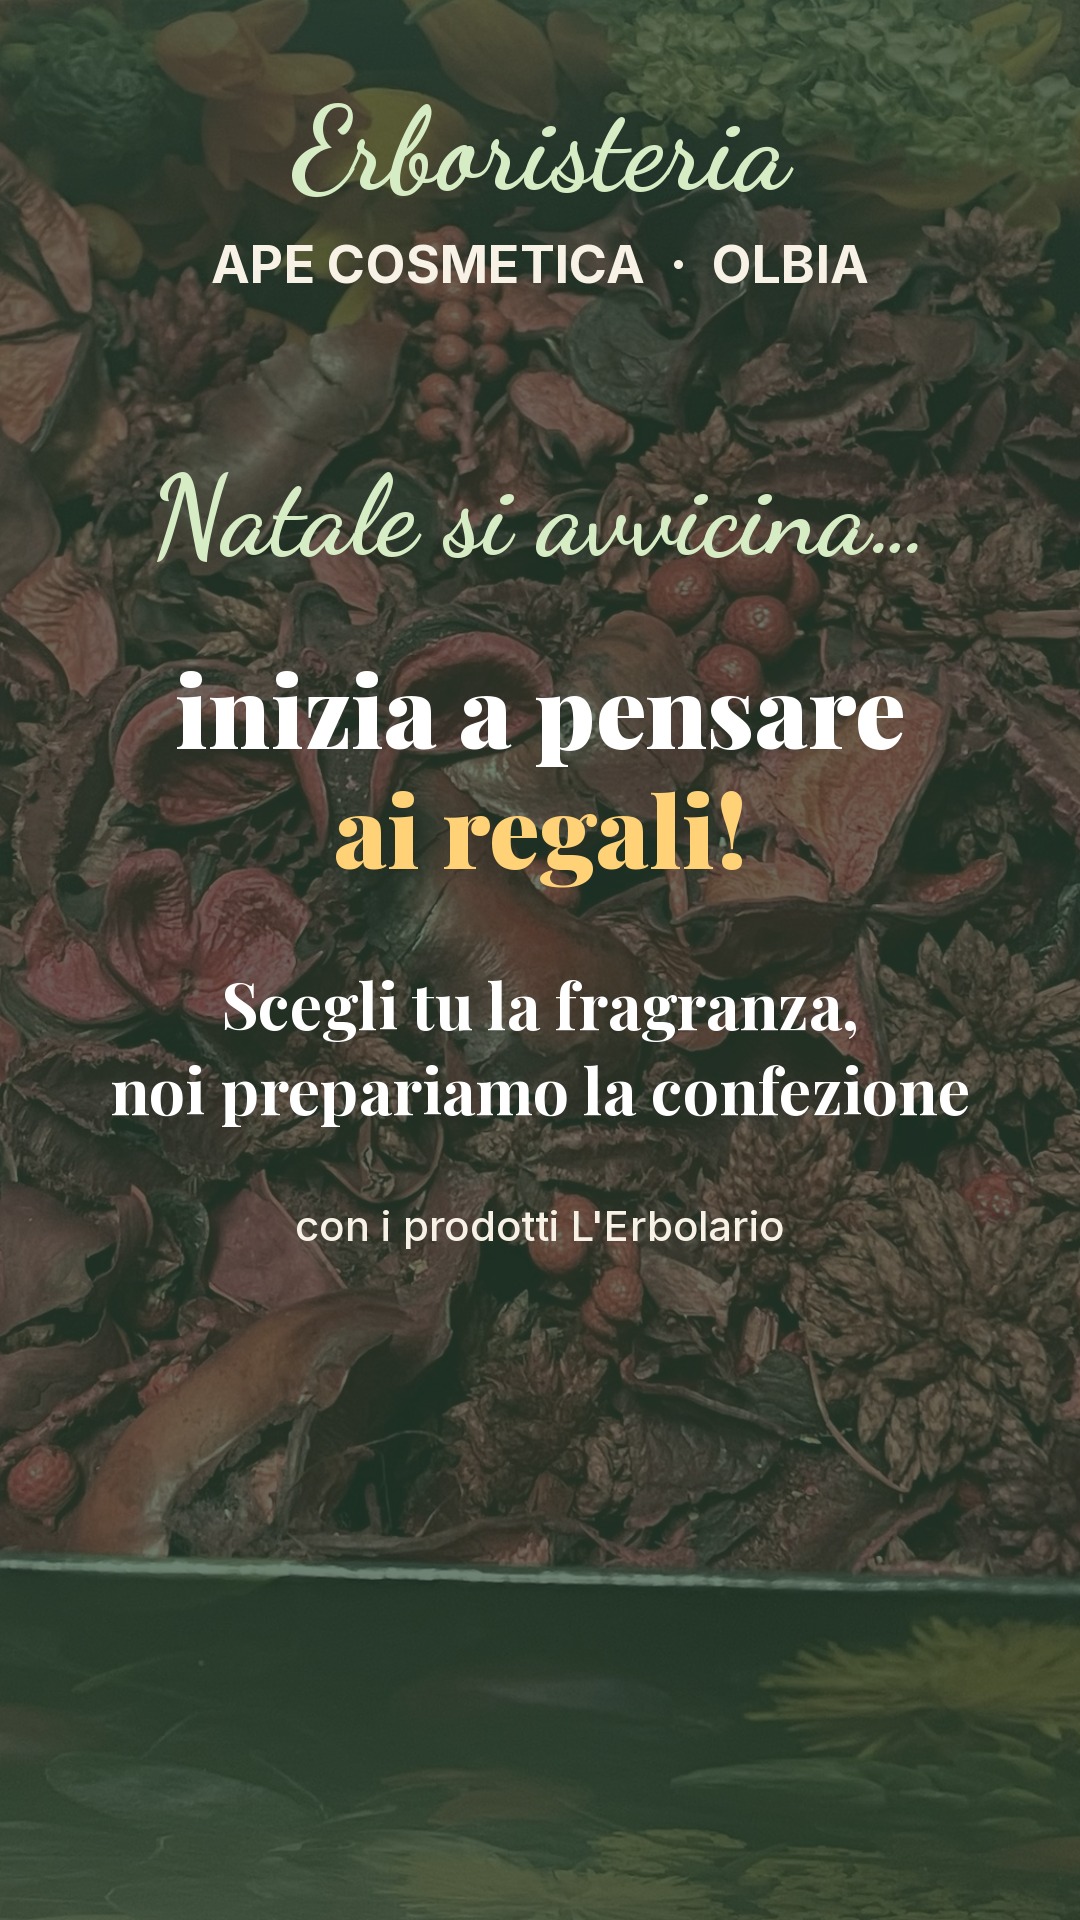 Erboristeria
APE COSMETICA · OLBIA
Natale si avvicina...
inizia a pensare
ai regali!
Scegli tu la fragranza,
noi prepariamo la confezione
con i prodotti L'Erbolario